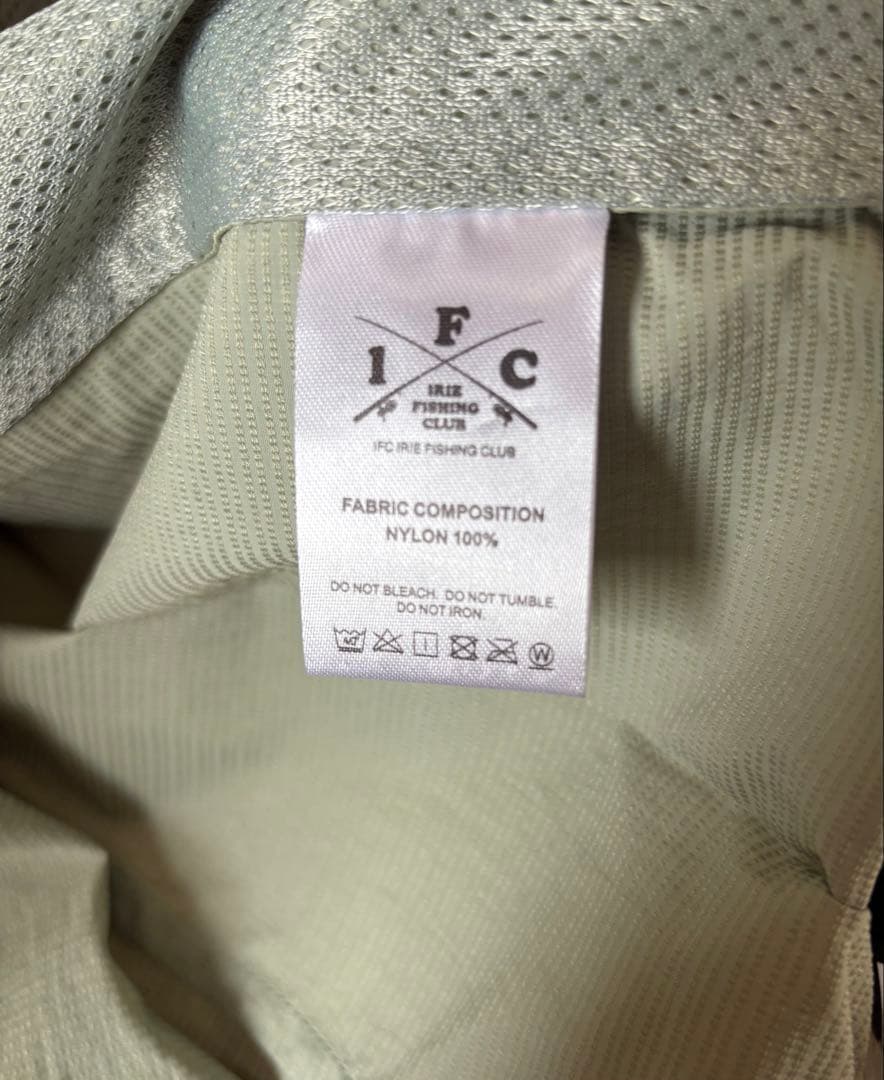 F
I C
IRIE
FISHING
CLUB
IFC IRIE FISHING CLUB
FABRIC COMPOSITION
NYLON 100%
DO NOT BLEACH. DO NOT TUMBLE.
DO NOT IRON.
W